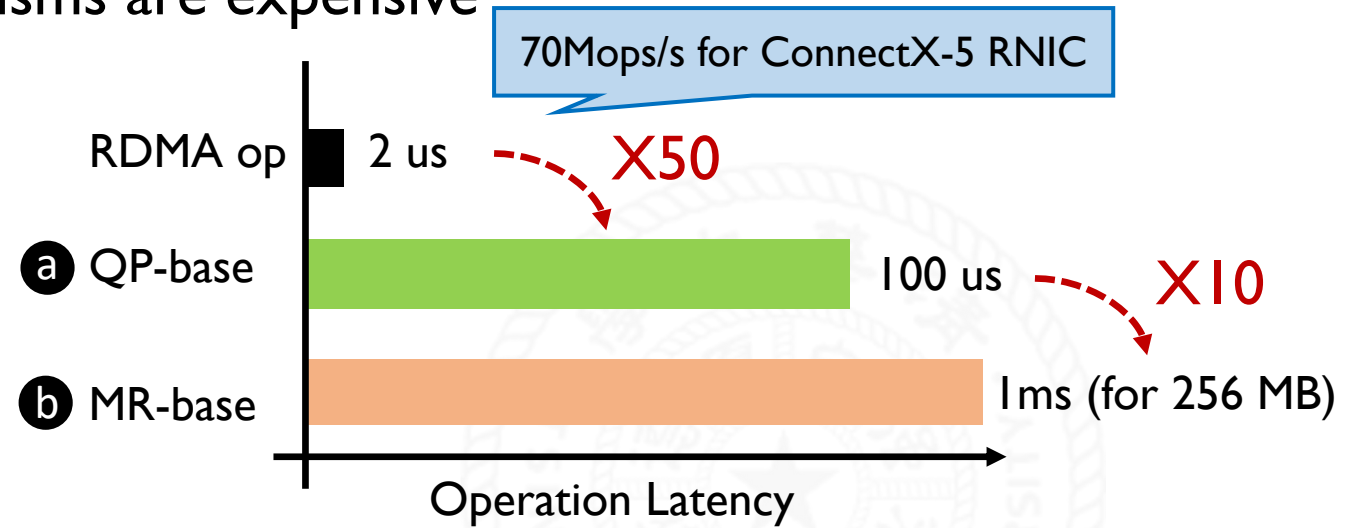 isms are expensive
70Mops/s for ConnectX-5 RNIC
RDMA op 2 us X50
a QP-base 100 us X10
b MR-base 1ms (for 256 MB)
Operation Latency